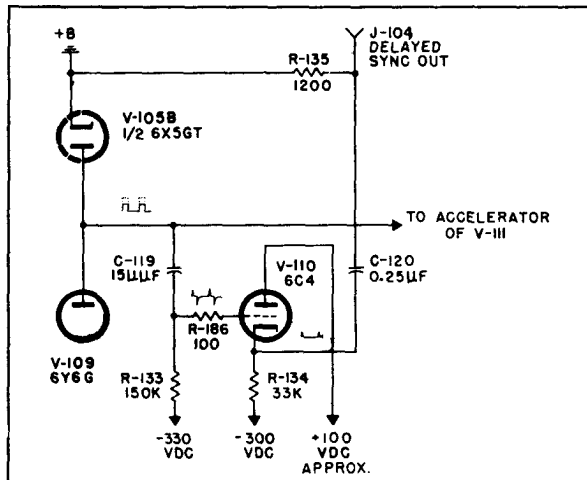 +B
J-104
DELAYED
SYNC OUT
R-135
1200
V-105B
1/2 6X5GT
TO ACCELERATOR
OF V-111
C-119
15μμF
V-110
6C4
C-120
0.25μF
R-186
100
V-109
6Y6G
R-133
150K
R-134
33K
-330
VDC
-300
VDC
+100
VDC
APPROX.